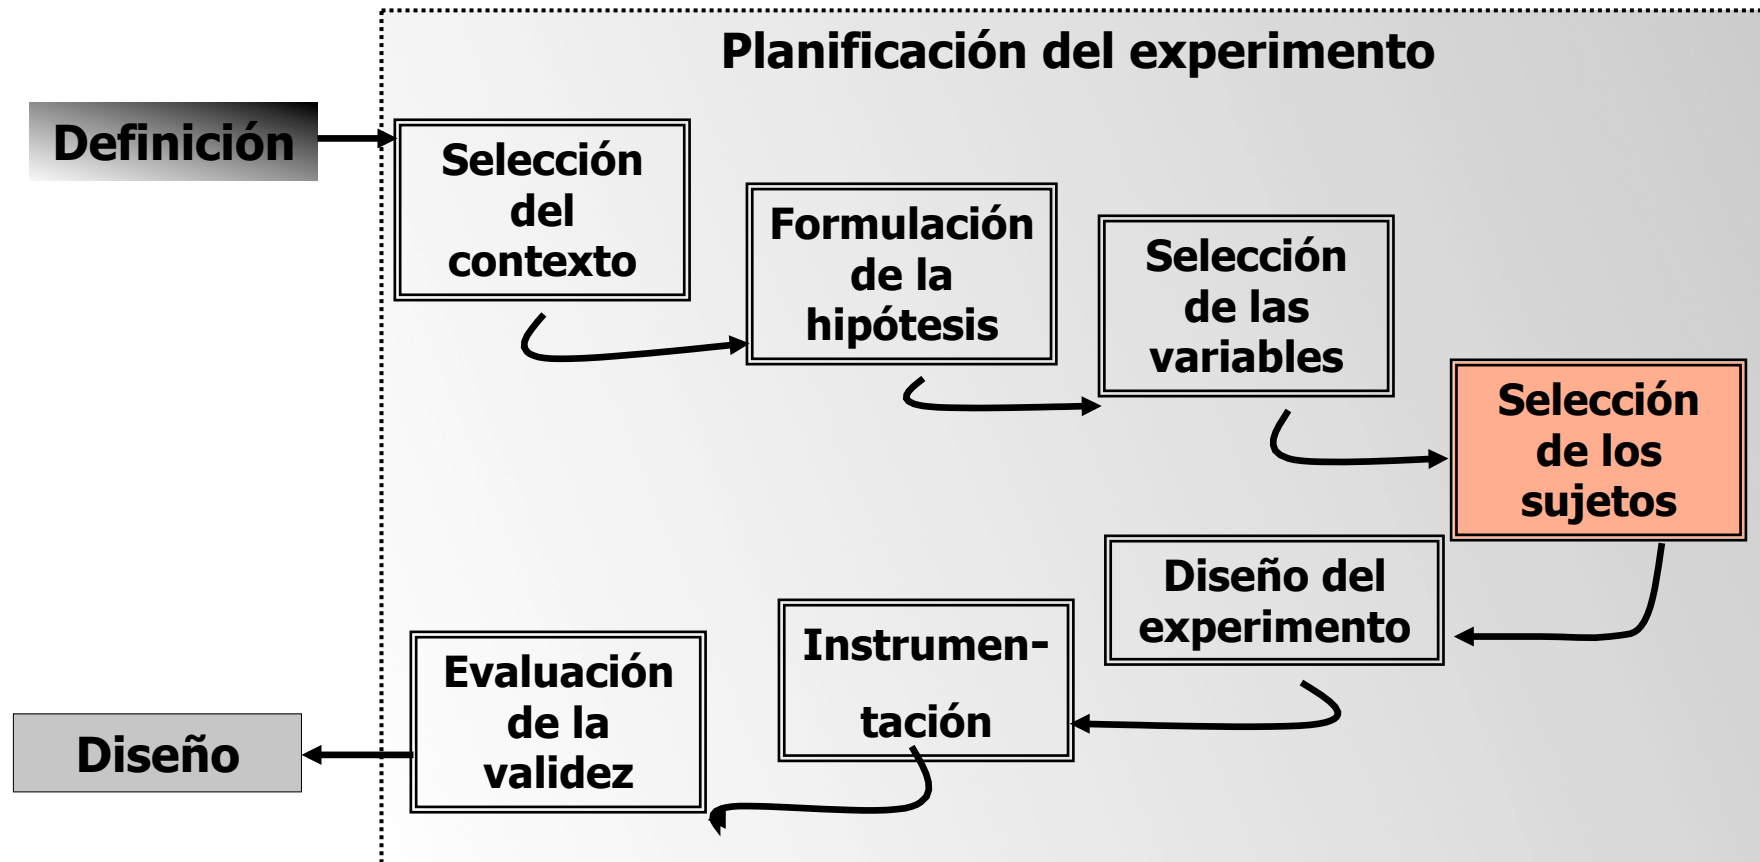 Planificación del experimento
Definición
Selección
del
contexto
Formulación
de la
hipótesis
Selección
de las
variables
Selección
de los
sujetos
Diseño del
experimento
Instrumen-
tación
Evaluación
de la
validez
Diseño